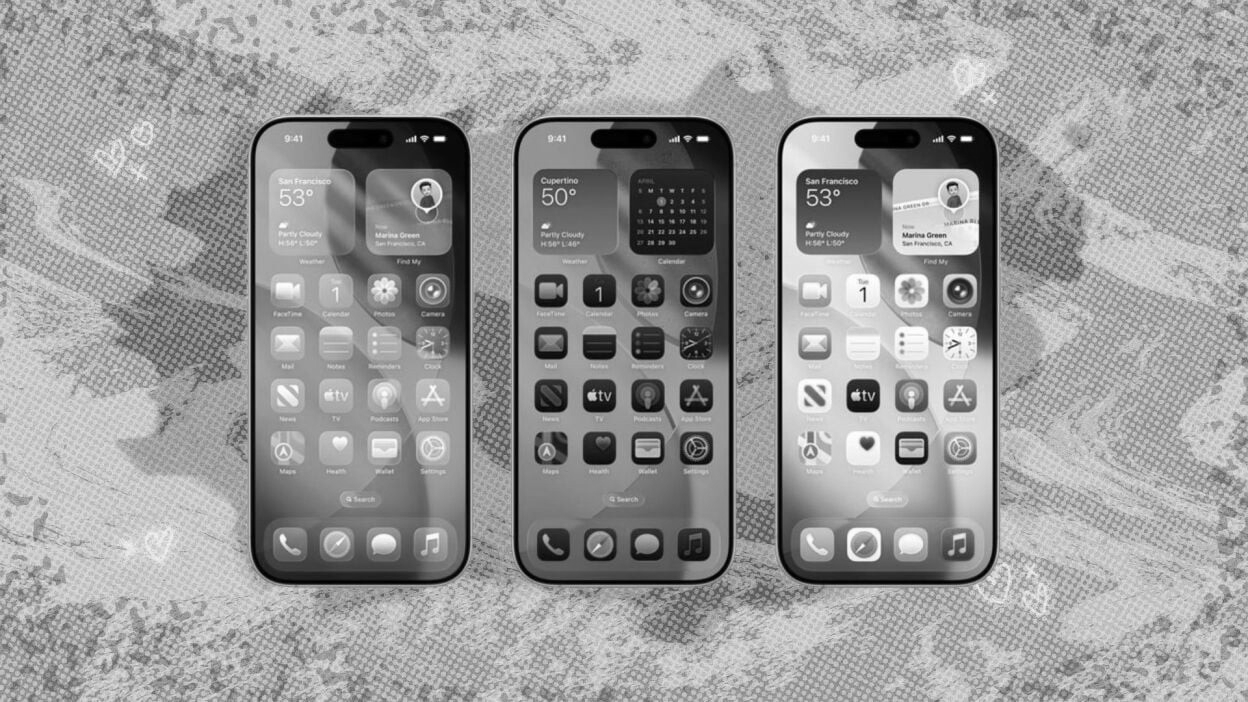 9:41
San Francisco
53°
Partly Cloudy
H:56° L:50°
Weather
Now
Marina Green
San Francisco, CA
Find My
Tue
1
FaceTime
Calendar
Photos
Camera
Mail
Notes
Reminders
Clock
News
tv
TV
Podcasts
App Store
Maps
Health
Wallet
Settings
Search
9:41
Cupertino
50°
Partly Cloudy
H:56° L:46°
Weather
APRIL
S M T W T F S
1 2 3 4 5
6 7 8 9 10 11 12
13 14 15 16 17 18 19
20 21 22 23 24 25 26
27 28 29 30
Calendar
1
FaceTime
Calendar
Photos
Camera
Mail
Notes
Reminders
Clock
News
tv
TV
Podcasts
App Store
Maps
Health
Wallet
Settings
Search
9:41
San Francisco
53°
Partly Cloudy
H:56° L:50°
Weather
NA GREEN DR
MARINA BL
Now
Marina Green
San Francisco, CA
Find My
Tue
1
FaceTime
Calendar
Photos
Camera
Mail
Notes
Reminders
Clock
News
tv
TV
Podcasts
App Store
Maps
Health
Wallet
Settings
Search